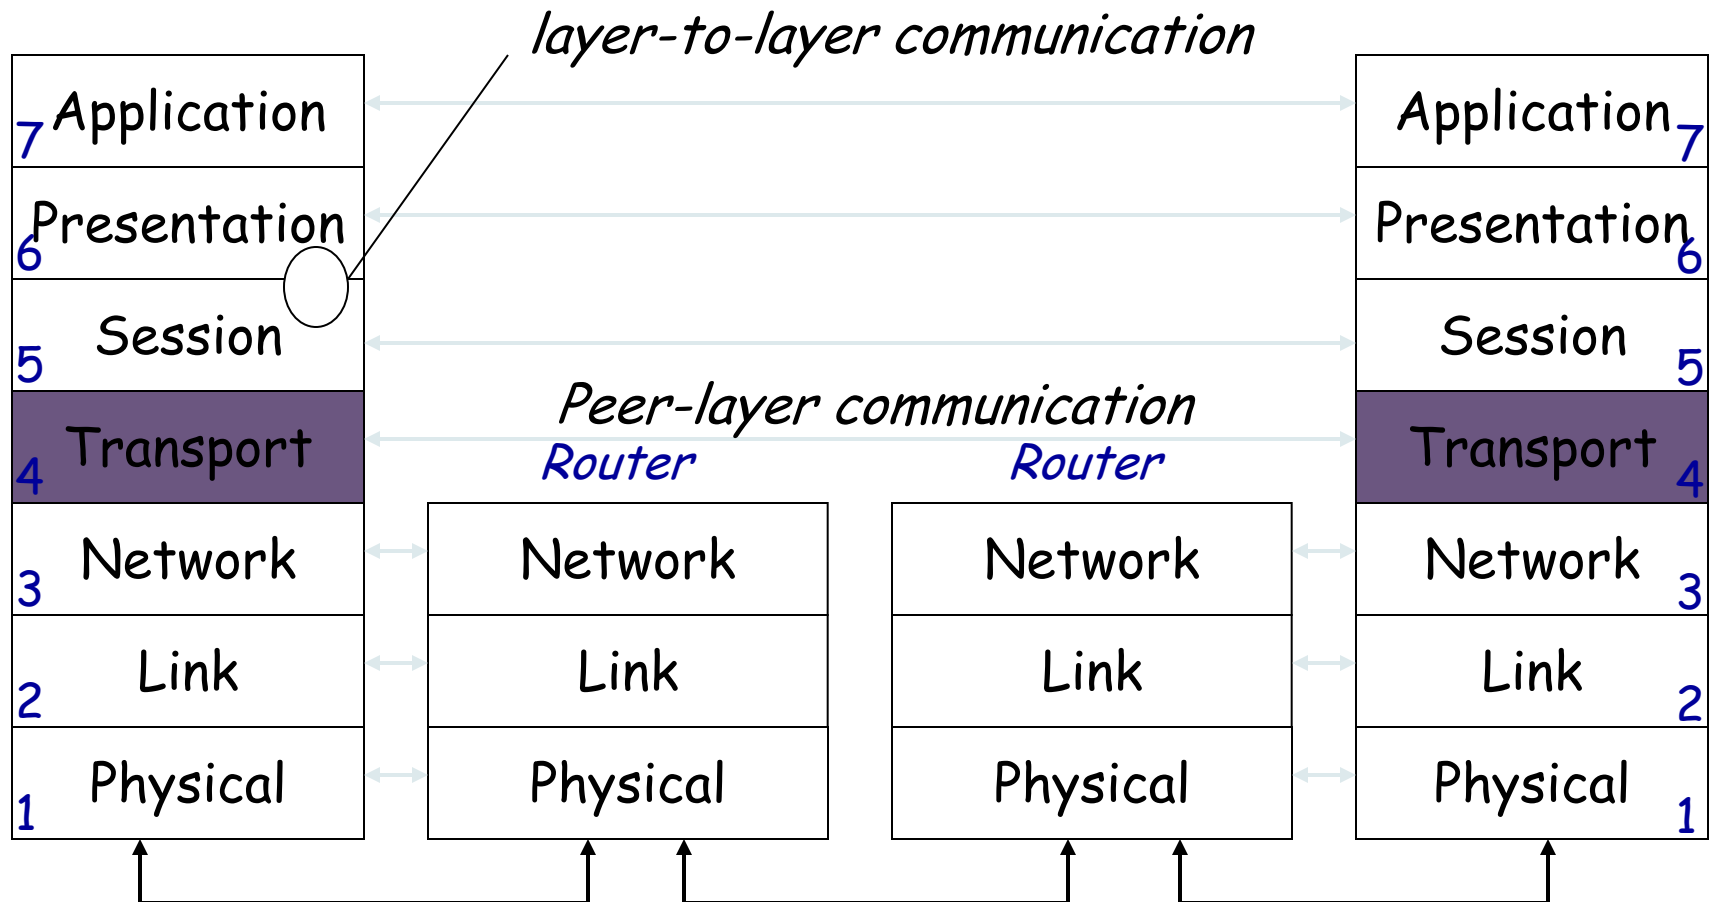 layer-to-layer communication
7 Application Application 7
6 Presentation Presentation 6
5 Session Session 5
Peer-layer communication
4 Transport Transport 4
Router Router
3 Network Network Network Network 3
2 Link Link Link Link 2
1 Physical Physical Physical Physical 1